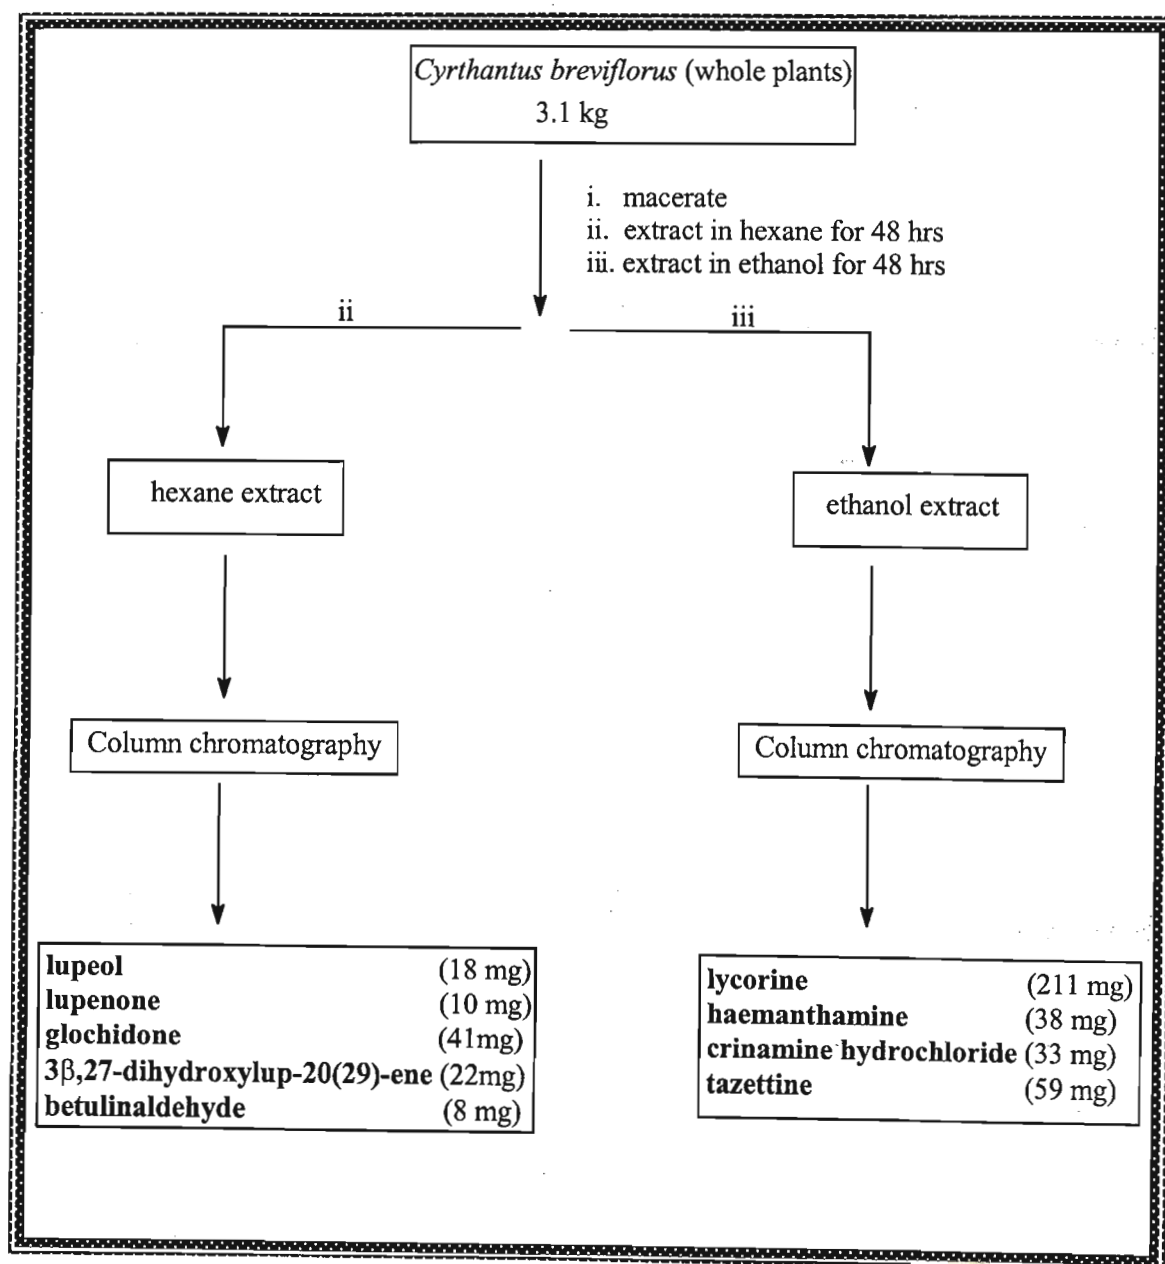 Cyrthantus breviflorus (whole plants)
3.1 kg
i. macerate
ii. extract in hexane for 48 hrs
iii. extract in ethanol for 48 hrs
ii
iii
hexane extract
ethanol extract
Column chromatography
Column chromatography
lupeol (18 mg)
lupenone (10 mg)
glochidone (41mg)
3β,27-dihydroxylup-20(29)-ene (22mg)
betulinaldehyde (8 mg)
lycorine (211 mg)
haemanthamine (38 mg)
crinamine hydrochloride (33 mg)
tazettine (59 mg)